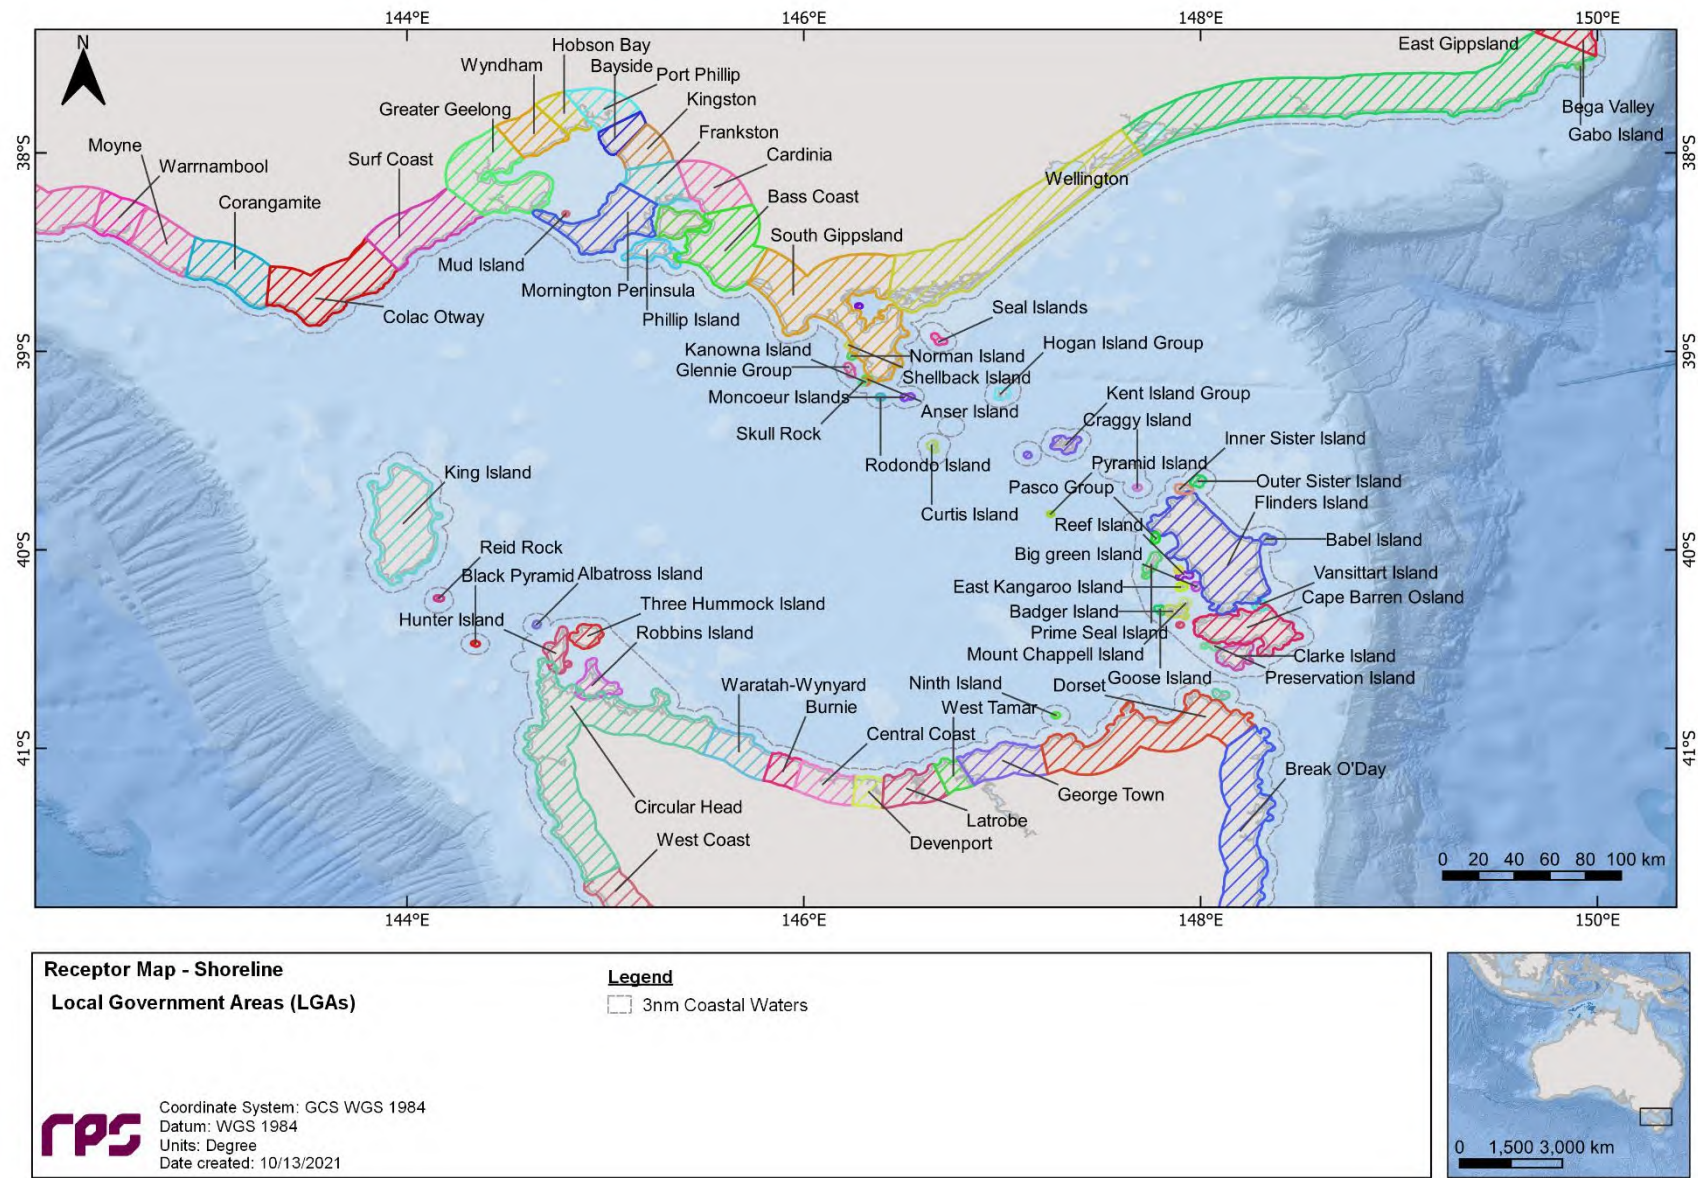 144°E
146°E
148°E
150°E
N
Hobson Bay
Bayside
Wyndham
Port Phillip
Kingston
Greater Geelong
Frankston
Moyne
Warrnambool
Surf Coast
Cardinia
Corangamite
Bass Coast
South Gippsland
East Gippsland
Bega Valley
Gabo Island
Wellington
38°S
38°S
Mud Island
Mornington Peninsula
Phillip Island
Colac Otway
Seal Islands
39°S
39°S
Kanowna Island
Norman Island
Hogan Island Group
Glennie Group
Shellback Island
Moncoeur Islands
Anser Island
Kent Island Group
Craggy Island
Skull Rock
Inner Sister Island
Rodondo Island
Pyramid Island
King Island
Pasco Group
Outer Sister Island
Flinders Island
Curtis Island
Reef Island
Babel Island
40°S
40°S
Reid Rock
Big green Island
Black Pyramid
Albatross Island
Vansittart Island
East Kangaroo Island
Cape Barren Osland
Three Hummock Island
Badger Island
Hunter Island
Robbins Island
Prime Seal Island
Mount Chappell Island
Clarke Island
Goose Island
Preservation Island
Waratah-Wynyard
Ninth Island
Dorset
Burnie
West Tamar
Central Coast
41°S
41°S
Break O'Day
George Town
Circular Head
Latrobe
Devenport
West Coast
0 20 40 60 80 100 km
144°E
146°E
148°E
150°E
Receptor Map - Shoreline
Local Government Areas (LGAs)
Legend
3nm Coastal Waters
rps
Coordinate System: GCS WGS 1984
Datum: WGS 1984
Units: Degree
Date created: 10/13/2021
0 1,500 3,000 km